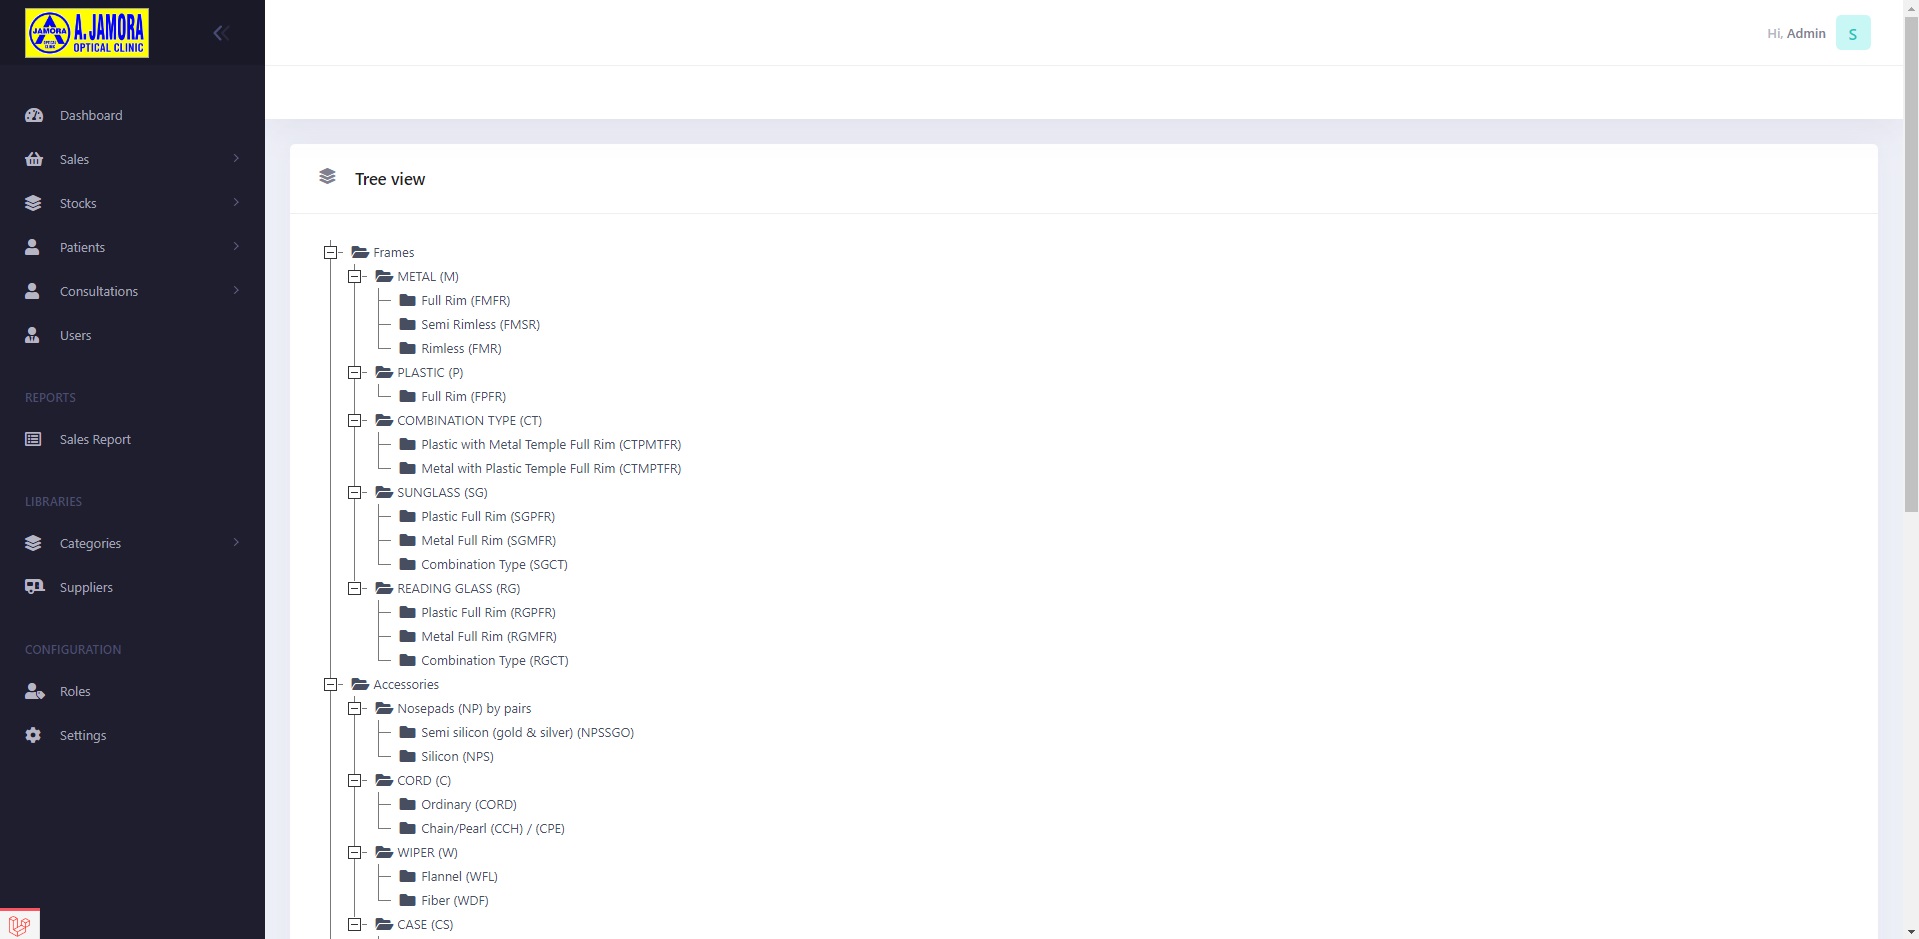 JAMORA
OPTICAL
CLINIC
A.JAMORA
OPTICAL CLINIC
Hi, Admin
S
Dashboard
Sales
Stocks
Patients
Consultations
Users
REPORTS
Sales Report
LIBRARIES
Categories
Suppliers
CONFIGURATION
Roles
Settings
Tree view
Frames
METAL (M)
Full Rim (FMFR)
Semi Rimless (FMSR)
Rimless (FMR)
PLASTIC (P)
Full Rim (FPFR)
COMBINATION TYPE (CT)
Plastic with Metal Temple Full Rim (CTPMTFR)
Metal with Plastic Temple Full Rim (CTMPTFR)
SUNGLASS (SG)
Plastic Full Rim (SGPFR)
Metal Full Rim (SGMFR)
Combination Type (SGCT)
READING GLASS (RG)
Plastic Full Rim (RGPFR)
Metal Full Rim (RGMFR)
Combination Type (RGCT)
Accessories
Nosepads (NP) by pairs
Semi silicon (gold & silver) (NPSSGO)
Silicon (NPS)
CORD (C)
Ordinary (CORD)
Chain/Pearl (CCH) / (CPE)
WIPER (W)
Flannel (WFL)
Fiber (WDF)
CASE (CS)